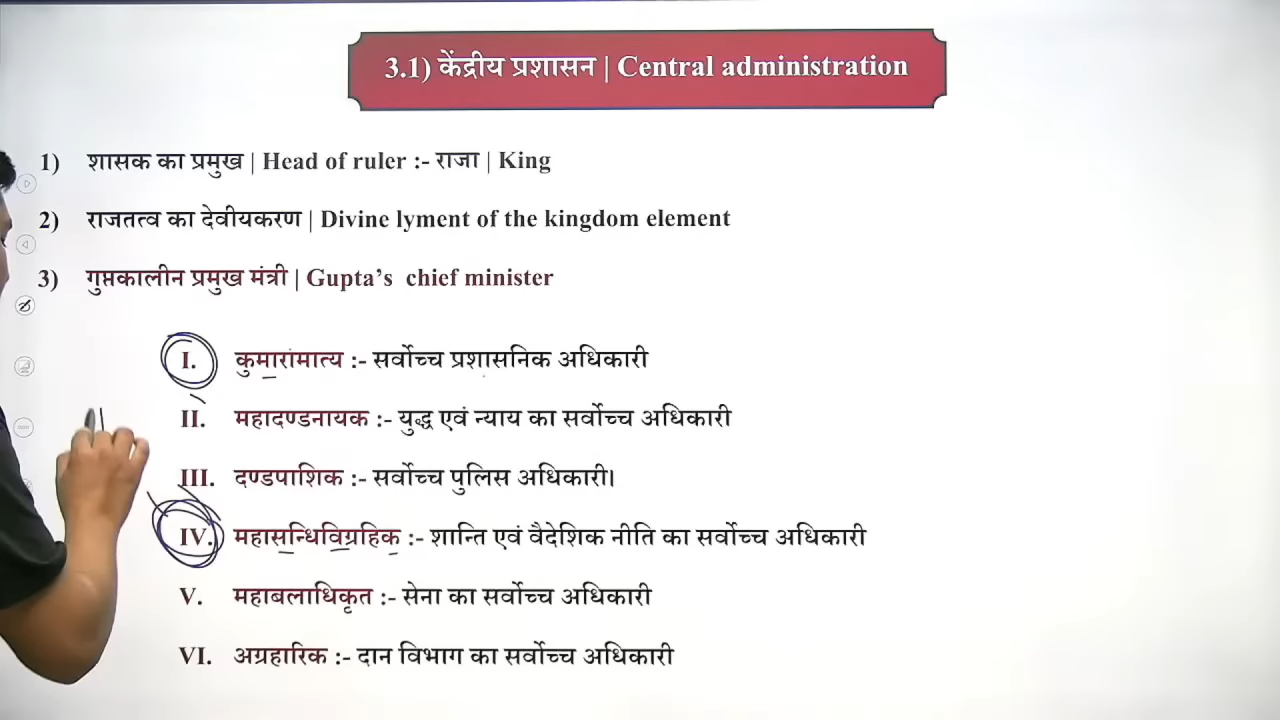 3.1) केंद्रीय प्रशासन | Central administration
1) शासक का प्रमुख | Head of ruler :- राजा | King
2) राजतत्व का देवीयकरण | Divine lyment of the kingdom element
3) गुप्तकालीन प्रमुख मंत्री | Gupta's chief minister
I. कुमारामात्य :- सर्वोच्च प्रशासनिक अधिकारी
II. महादण्डनायक :- युद्ध एवं न्याय का सर्वोच्च अधिकारी
III. दण्डपाशिक :- सर्वोच्च पुलिस अधिकारी।
IV. महासन्धिविग्रहिक :- शान्ति एवं वैदेशिक नीति का सर्वोच्च अधिकारी
V. महाबलाधिकृत :- सेना का सर्वोच्च अधिकारी
VI. अग्रहारिक :- दान विभाग का सर्वोच्च अधिकारी